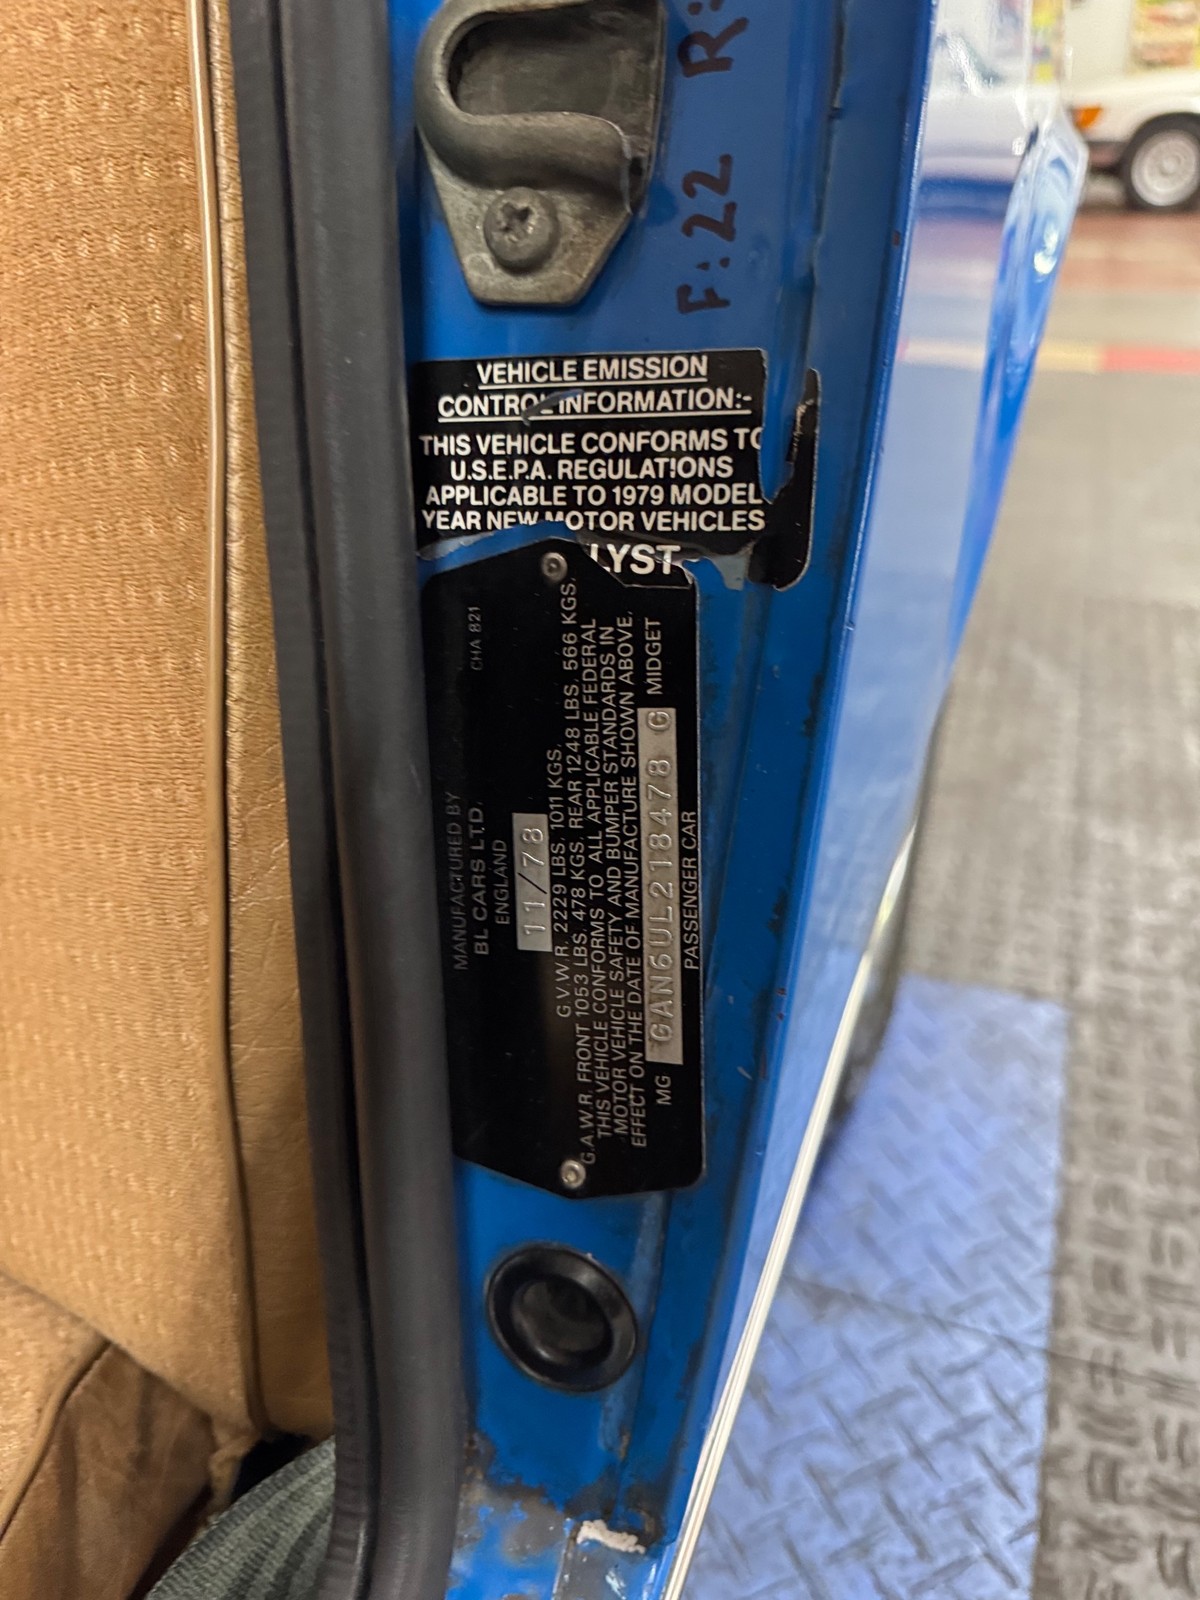 F:22 R:
VEHICLE EMISSION
CONTROL INFORMATION:-
THIS VEHICLE CONFORMS TO
U.S.E.P.A. REGULATIONS
APPLICABLE TO 1979 MODEL
YEAR NEW MOTOR VEHICLES
LYST
CHA 821
MANUFACTURED BY
BL CARS LTD.
ENGLAND
11/78
G.V.W.R. 2229 LBS. 1011 KGS.
G.A.W.R. FRONT 1053 LBS. 478 KGS. REAR 1248 LBS. 566 KGS.
THIS VEHICLE CONFORMS TO ALL APPLICABLE FEDERAL
MOTOR VEHICLE SAFETY AND BUMPER STANDARDS IN
EFFECT ON THE DATE OF MANUFACTURE SHOWN ABOVE.
MG GAN6UL218478 G MIDGET
PASSENGER CAR